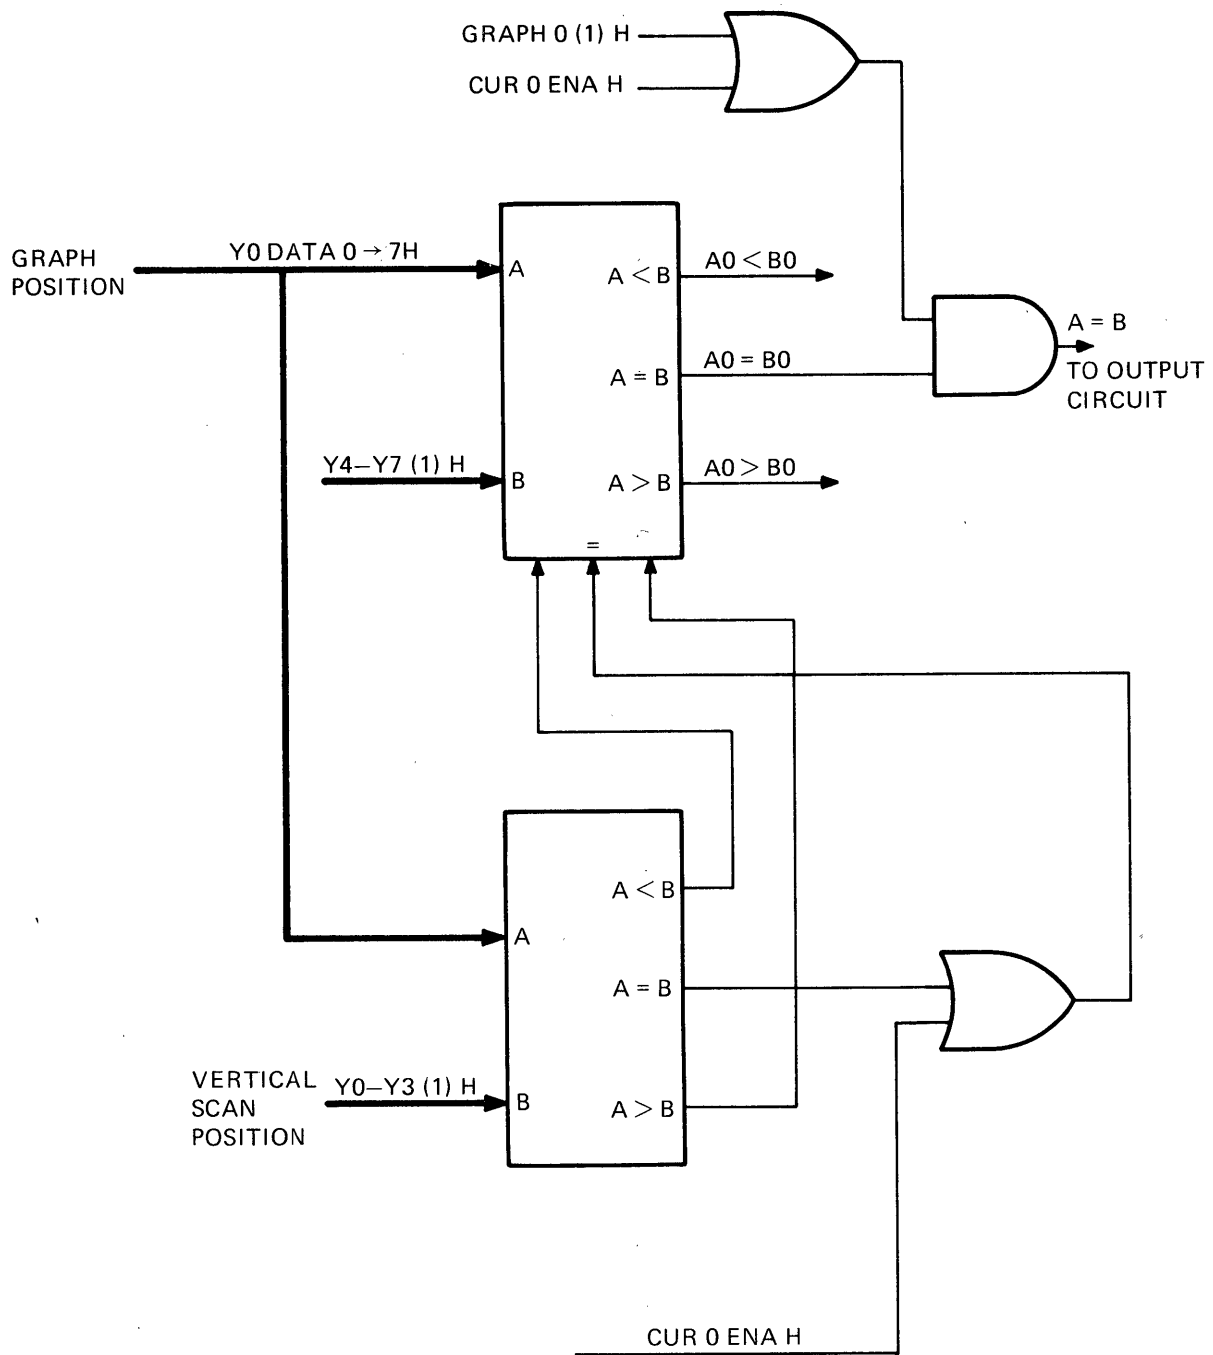 GRAPH 0 (1) H
CUR 0 ENA H
GRAPH
POSITION
Y0 DATA 0 → 7H
A
A < B
A0 < B0
A = B
A0 = B0
A = B
TO OUTPUT
CIRCUIT
Y4–Y7 (1) H
B
A > B
A0 > B0
=
A < B
A
A = B
VERTICAL
SCAN
POSITION
Y0–Y3 (1) H
B
A > B
CUR 0 ENA H